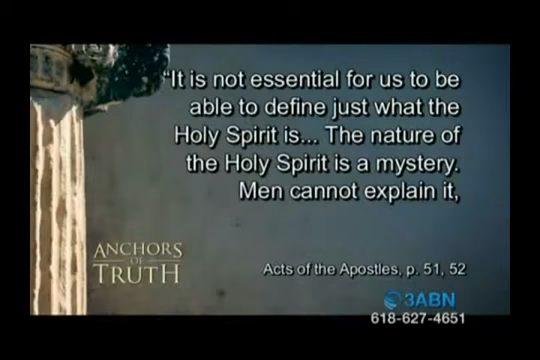 “It is not essential for us to be
able to define just what the
Holy Spirit is... The nature of
the Holy Spirit is a mystery.
Men cannot explain it,
ANCHORS
OF
TRUTH
Acts of the Apostles, p. 51, 52
3ABN
618-627-4651